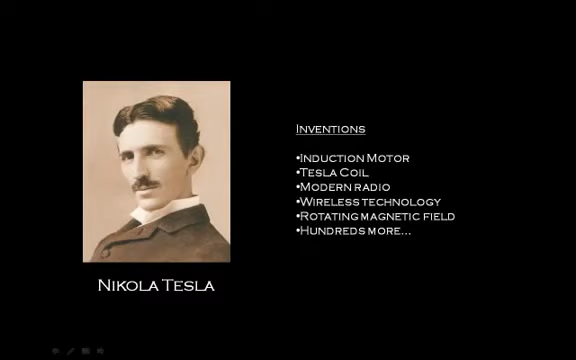 Inventions
•Induction Motor
•Tesla Coil
•Modern radio
•Wireless technology
•Rotating magnetic field
•Hundreds more...
Nikola Tesla